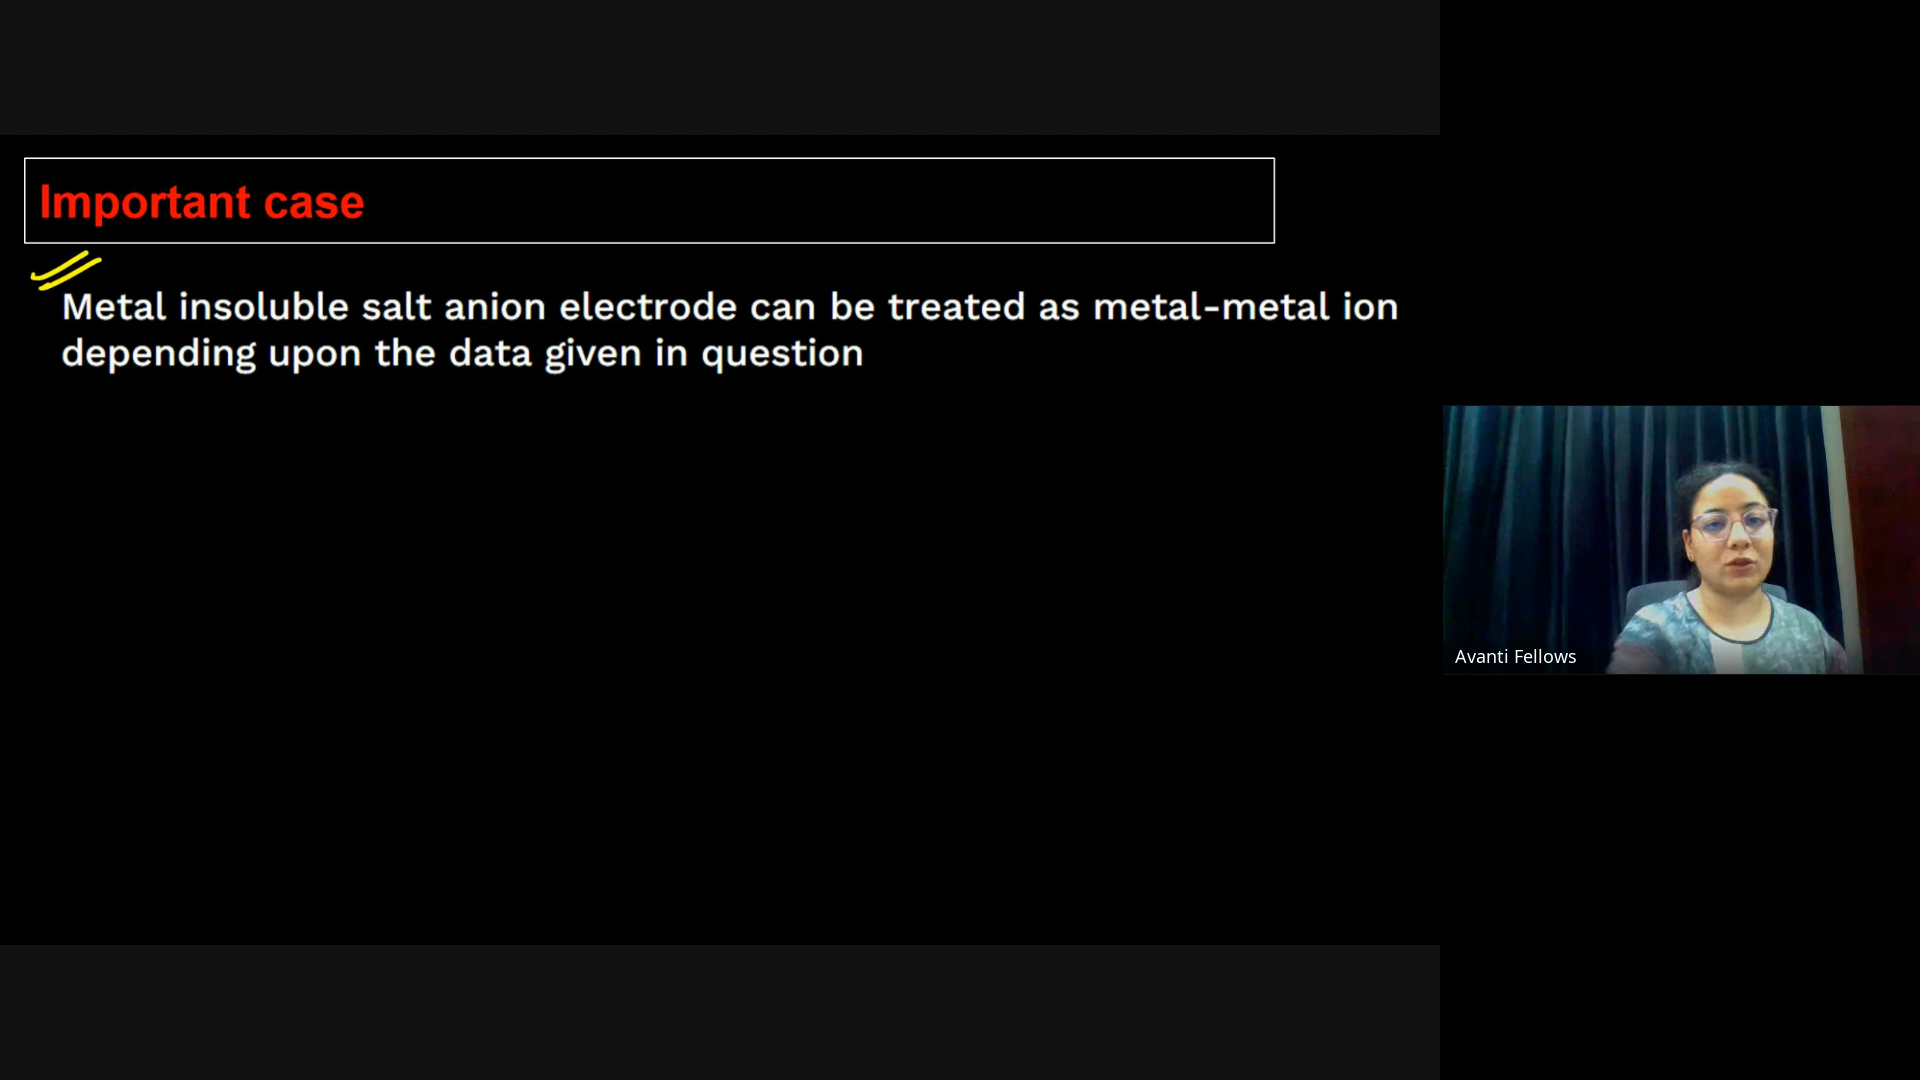 Important case
Metal insoluble salt anion electrode can be treated as metal-metal ion
depending upon the data given in question
Avanti Fellows